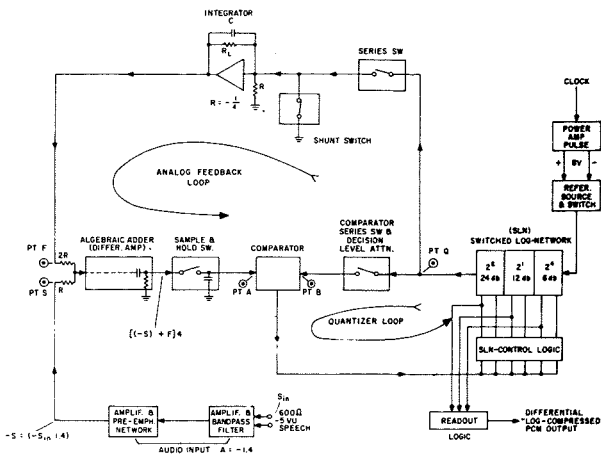 INTEGRATOR
C
R_L
R
R = - 1/4
SERIES SW
SHUNT SWITCH
CLOCK
POWER
AMP
PULSE
+ 8V -
REFER.
SOURCE
& SWITCH
ANALOG FEEDBACK
LOOP
PT F
2R
PT S
R
ALGEBRAIC ADDER
(DIFFER. AMP.)
SAMPLE &
HOLD SW.
COMPARATOR
COMPARATOR
SERIES SW &
DECISION
LEVEL ATTN.
PT Q
(SLN)
SWITCHED LOG-NETWORK
24 db
2^1
12 db
6 db
PT A
PT B
[(-S) + F]4
QUANTIZER LOOP
SLN-CONTROL LOGIC
READOUT
LOGIC
DIFFERENTIAL
LOG-COMPRESSED
PCM OUTPUT
-S = (-S_in 1.4)
AMPLIF. &
PRE-EMPH.
NETWORK
AMPLIF. &
BANDPASS
FILTER
S_in
600Ω
-5 VU
SPEECH
AUDIO INPUT A = -1.4